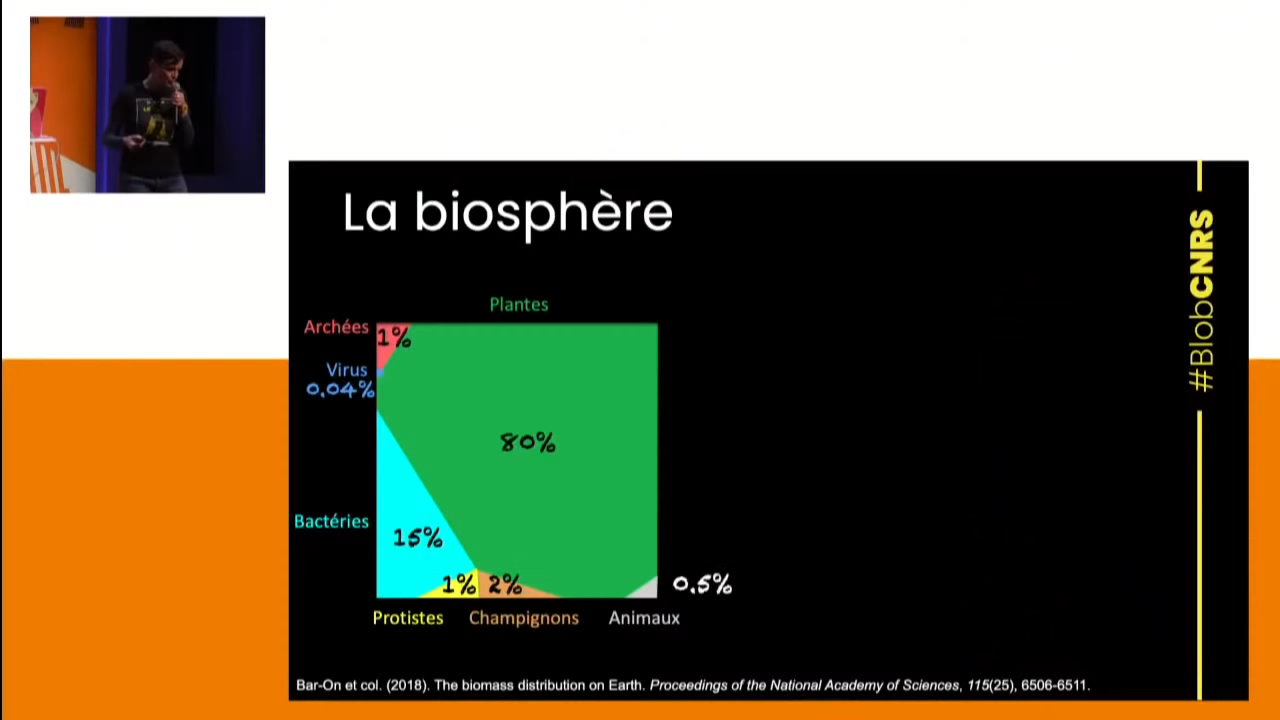 La biosphère
#BlobCNRS
Plantes
Archées
1%
Virus
0,04%
80%
Bactéries
15%
1%
2%
0.5%
Protistes
Champignons
Animaux
Bar-On et col. (2018). The biomass distribution on Earth. Proceedings of the National Academy of Sciences, 115(25), 6506-6511.